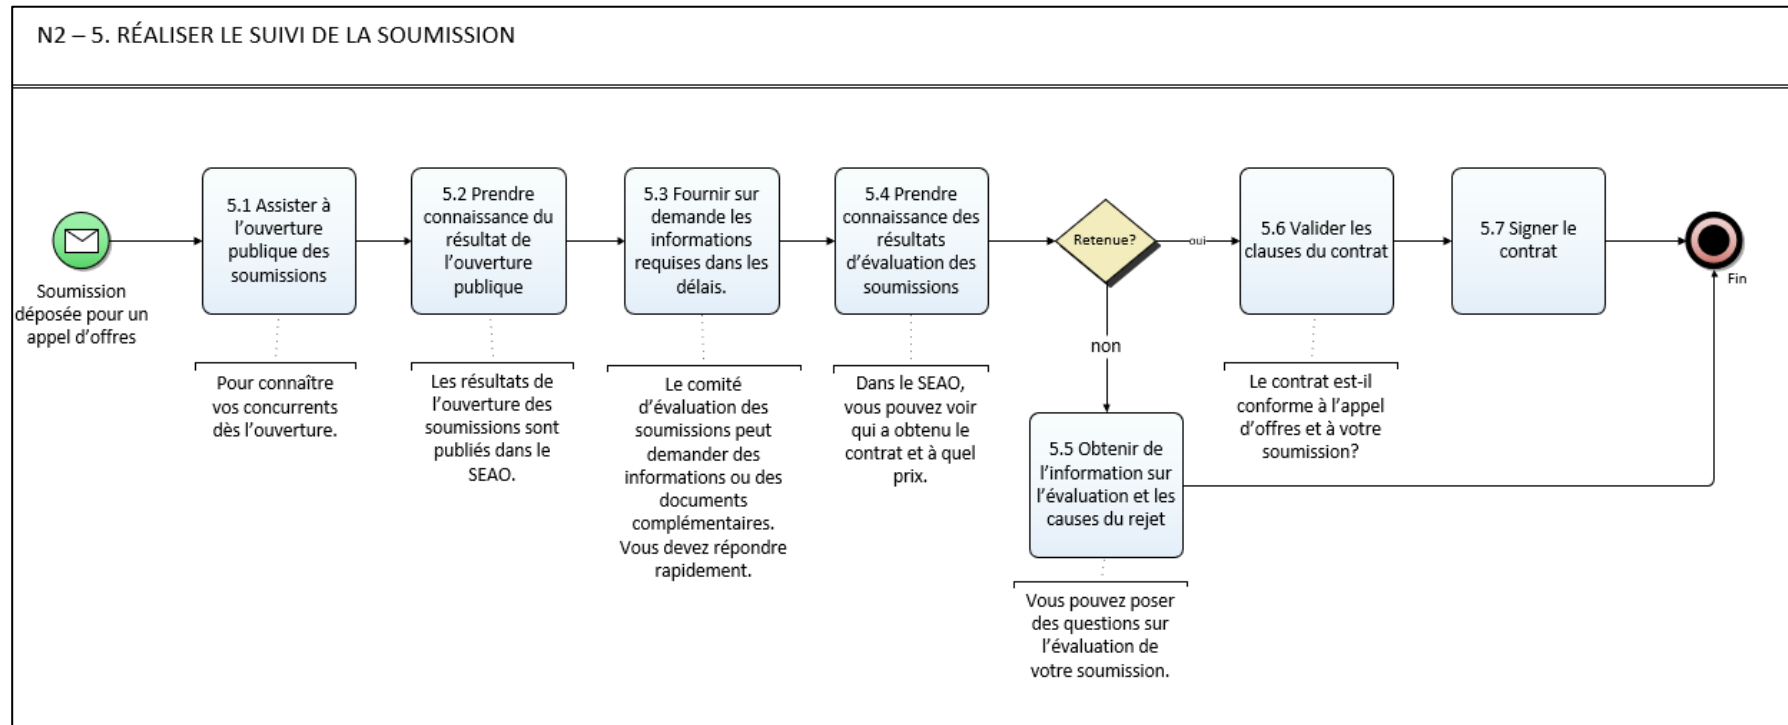 N2 – 5. RÉALISER LE SUIVI DE LA SOUMISSION
Soumission
déposée pour un
appel d’offres
5.1 Assister à
l’ouverture
publique des
soumissions
Pour connaître
vos concurrents
dès l’ouverture.
5.2 Prendre
connaissance du
résultat de
l’ouverture
publique
Les résultats de
l’ouverture des
soumissions sont
publiés dans le
SEAO.
5.3 Fournir sur
demande les
informations
requises dans les
délais.
Le comité
d’évaluation des
soumissions peut
demander des
informations ou des
documents
complémentaires.
Vous devez répondre
rapidement.
5.4 Prendre
connaissance des
résultats
d’évaluation des
soumissions
Dans le SEAO,
vous pouvez voir
qui a obtenu le
contrat et à quel
prix.
Retenue?
oui
non
5.5 Obtenir de
l’information sur
l’évaluation et les
causes du rejet
Vous pouvez poser
des questions sur
l’évaluation de
votre soumission.
5.6 Valider les
clauses du contrat
Le contrat est-il
conforme à l’appel
d’offres et à votre
soumission?
5.7 Signer le
contrat
Fin